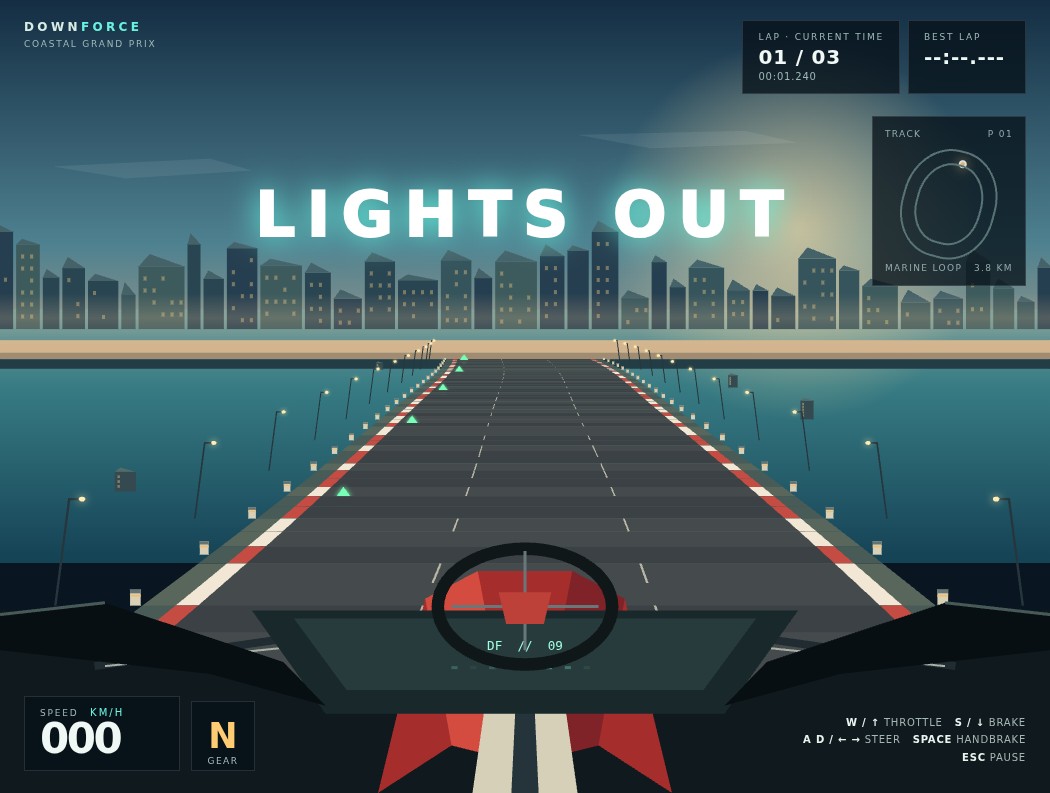 DOWNFORCE
COASTAL GRAND PRIX
LAP · CURRENT TIME
01 / 03
00:01.240
BEST LAP
--:--.---
TRACK P 01
MARINE LOOP 3.8 KM
LIGHTS OUT
DF // 09
SPEED KM/H
000
N
GEAR
W / ↑ THROTTLE S / ↓ BRAKE
A D / ← → STEER SPACE HANDBRAKE
ESC PAUSE